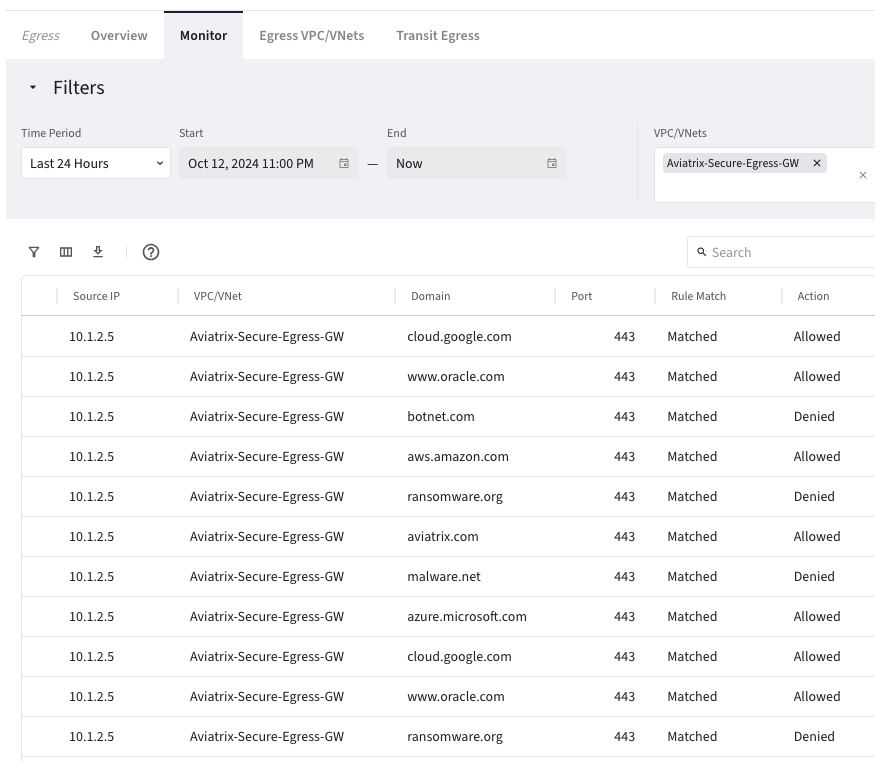 Egress Overview Monitor Egress VPC/VNets Transit Egress
Filters
Time Period Start End VPC/VNets
Last 24 Hours Oct 12, 2024 11:00 PM — Now Aviatrix-Secure-Egress-GW
Search
Source IP VPC/VNet Domain Port Rule Match Action
10.1.2.5 Aviatrix-Secure-Egress-GW cloud.google.com 443 Matched Allowed
10.1.2.5 Aviatrix-Secure-Egress-GW www.oracle.com 443 Matched Allowed
10.1.2.5 Aviatrix-Secure-Egress-GW botnet.com 443 Matched Denied
10.1.2.5 Aviatrix-Secure-Egress-GW aws.amazon.com 443 Matched Allowed
10.1.2.5 Aviatrix-Secure-Egress-GW ransomware.org 443 Matched Denied
10.1.2.5 Aviatrix-Secure-Egress-GW aviatrix.com 443 Matched Allowed
10.1.2.5 Aviatrix-Secure-Egress-GW malware.net 443 Matched Denied
10.1.2.5 Aviatrix-Secure-Egress-GW azure.microsoft.com 443 Matched Allowed
10.1.2.5 Aviatrix-Secure-Egress-GW cloud.google.com 443 Matched Allowed
10.1.2.5 Aviatrix-Secure-Egress-GW www.oracle.com 443 Matched Allowed
10.1.2.5 Aviatrix-Secure-Egress-GW ransomware.org 443 Matched Denied